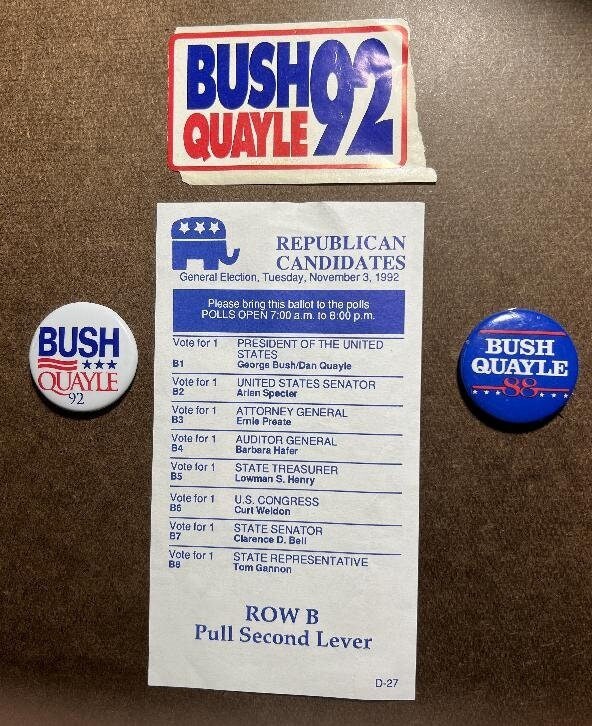 BUSH 92
QUAYLE
REPUBLICAN
CANDIDATES
General Election, Tuesday, November 3, 1992
Please bring this ballot to the polls
POLLS OPEN 7:00 a.m. to 8:00 p.m.
Vote for 1 PRESIDENT OF THE UNITED
STATES
B1 George Bush/Dan Quayle
Vote for 1 UNITED STATES SENATOR
B2 Arlen Specter
Vote for 1 ATTORNEY GENERAL
B3 Ernie Preate
Vote for 1 AUDITOR GENERAL
B4 Barbara Hafer
Vote for 1 STATE TREASURER
B5 Lowman S. Henry
Vote for 1 U.S. CONGRESS
B6 Curt Weldon
Vote for 1 STATE SENATOR
B7 Clarence D. Bell
Vote for 1 STATE REPRESENTATIVE
B8 Tom Gannon
ROW B
Pull Second Lever
D-27
BUSH
QUAYLE
92
BUSH
QUAYLE
88